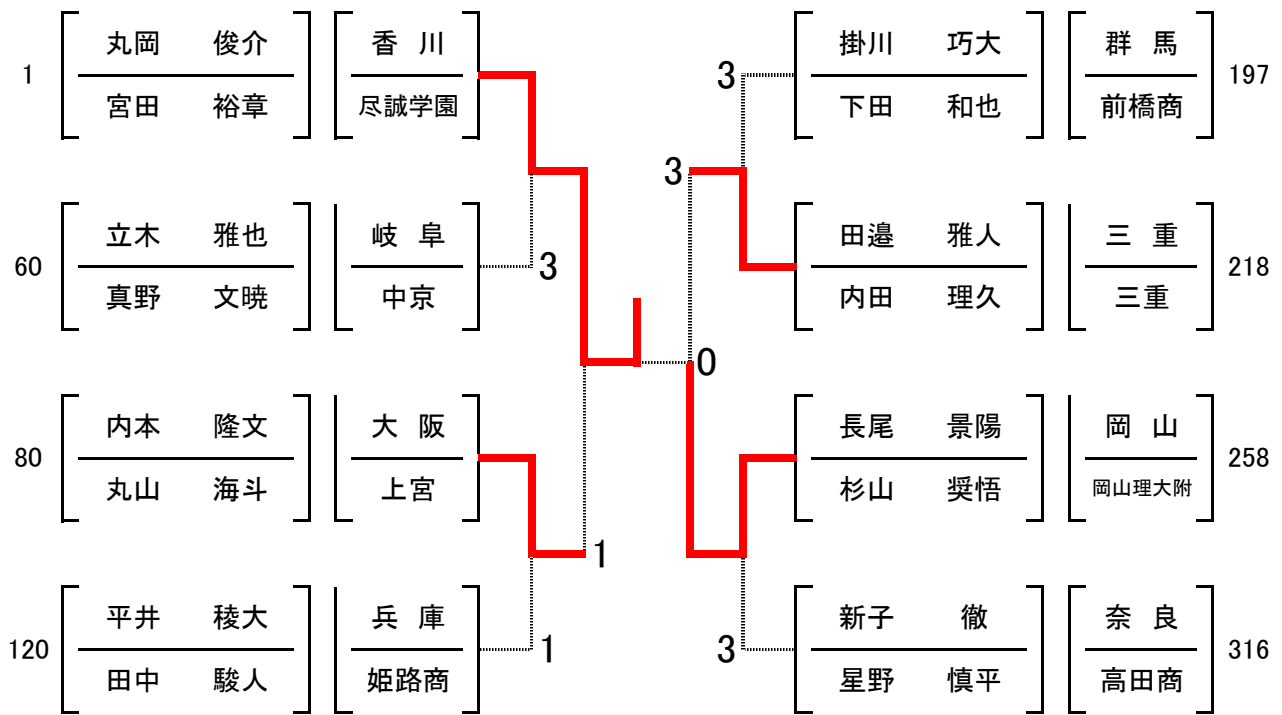 1
丸岡 俊介
宮田 裕章
香川
尽誠学園
60
立木 雅也
真野 文暁
岐阜
中京
3
80
内本 隆文
丸山 海斗
大阪
上宮
1
120
平井 稜大
田中 駿人
兵庫
姫路商
1
0
3
掛川 巧大
下田 和也
群馬
前橋商
197
3
田邉 雅人
内田 理久
三重
三重
218
長尾 景陽
杉山 奨悟
岡山
岡山理大附
258
3
新子 徹
星野 慎平
奈良
高田商
316